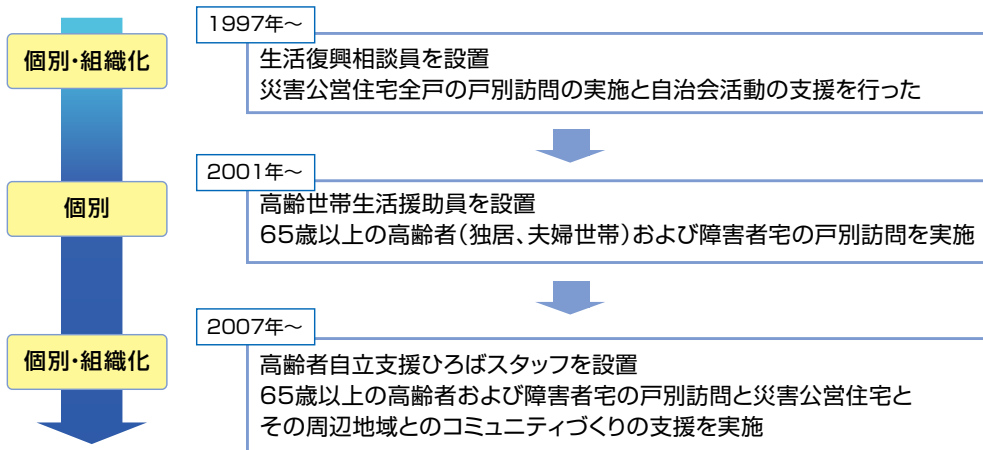 1997年～
個別・組織化
生活復興相談員を設置
災害公営住宅全戸の戸別訪問の実施と自治会活動の支援を行った
2001年～
個別
高齢世帯生活援助員を設置
65歳以上の高齢者（独居、夫婦世帯）および障害者宅の戸別訪問を実施
2007年～
個別・組織化
高齢者自立支援ひろばスタッフを設置
65歳以上の高齢者および障害者宅の戸別訪問と災害公営住宅と
その周辺地域とのコミュニティづくりの支援を実施